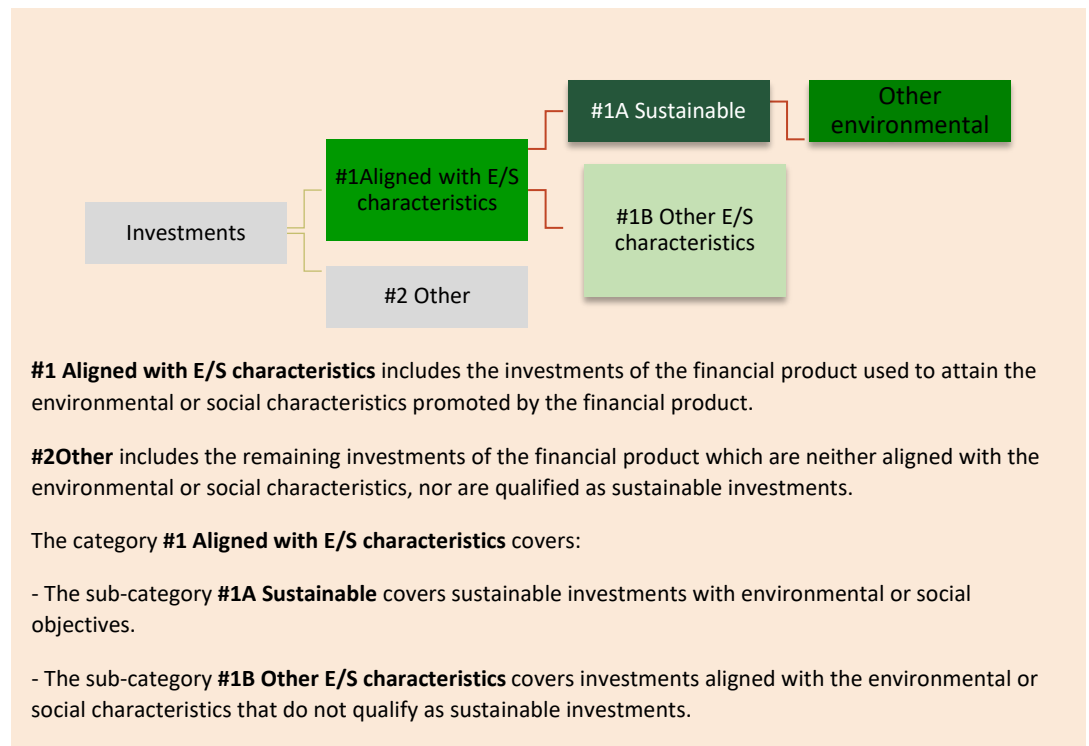 #1A Sustainable
Other
environmental
#1Aligned with E/S
characteristics
#1B Other E/S
characteristics
Investments
#2 Other
#1 Aligned with E/S characteristics includes the investments of the financial product used to attain the
environmental or social characteristics promoted by the financial product.
#2Other includes the remaining investments of the financial product which are neither aligned with the
environmental or social characteristics, nor are qualified as sustainable investments.
The category #1 Aligned with E/S characteristics covers:
- The sub-category #1A Sustainable covers sustainable investments with environmental or social
objectives.
- The sub-category #1B Other E/S characteristics covers investments aligned with the environmental or
social characteristics that do not qualify as sustainable investments.